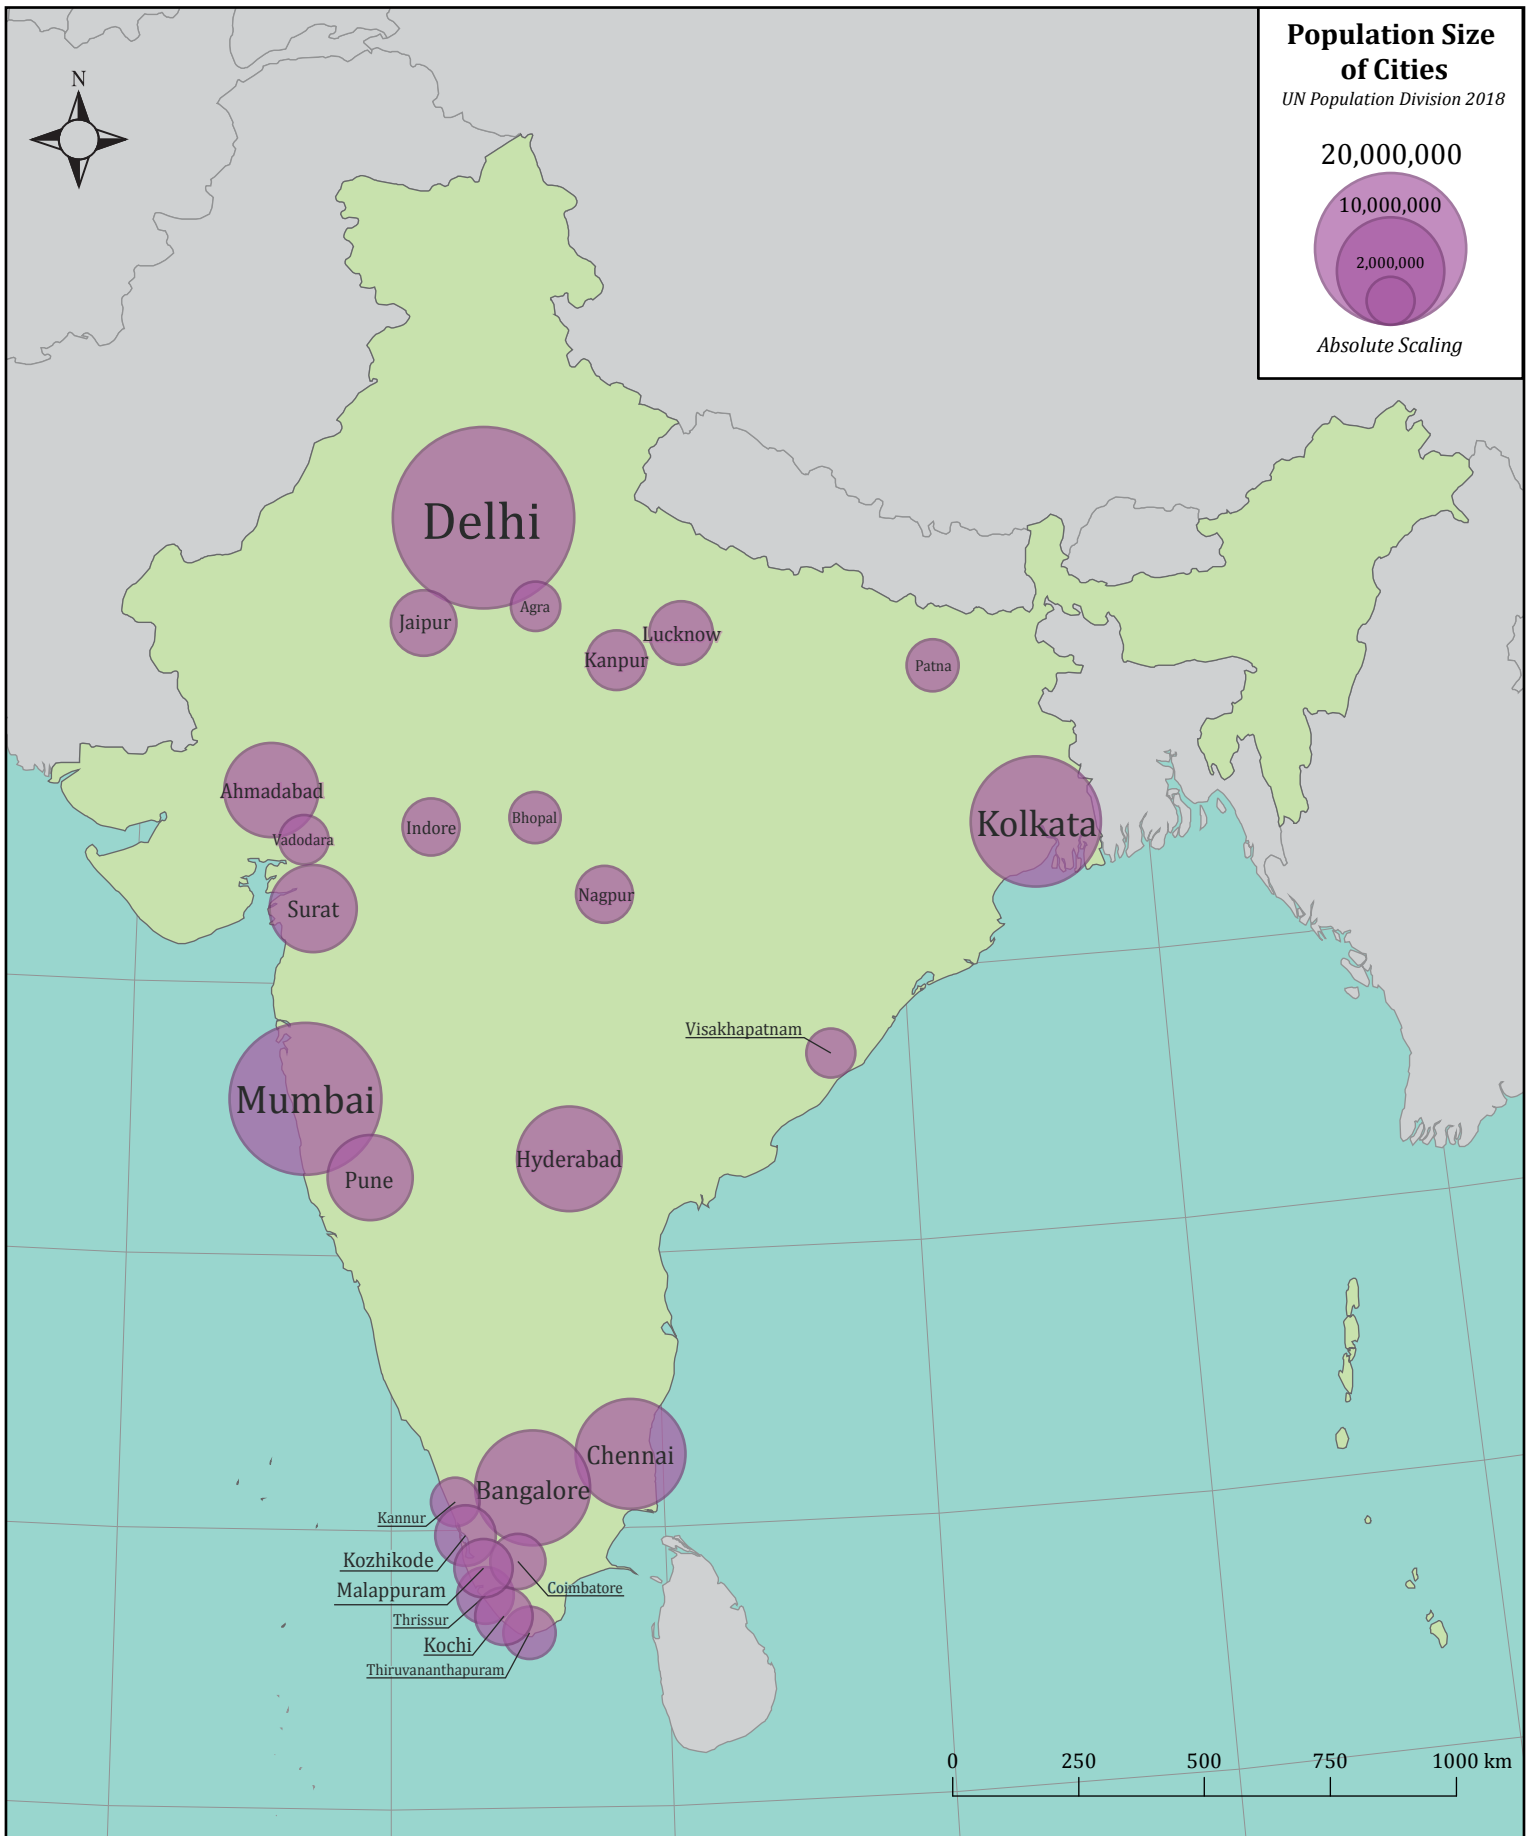 Population Size
of Cities
UN Population Division 2018
20,000,000
10,000,000
2,000,000
Absolute Scaling
N
Delhi
Agra
Jaipur
Lucknow
Kanpur
Patna
Ahmadabad
Vadodara
Indore
Bhopal
Kolkata
Surat
Nagpur
Visakhapatnam
Mumbai
Hyderabad
Pune
Chennai
Bangalore
Kannur
Kozhikode
Malappuram
Coimbatore
Thrissur
Kochi
Thiruvananthapuram
0 250 500 750 1000 km